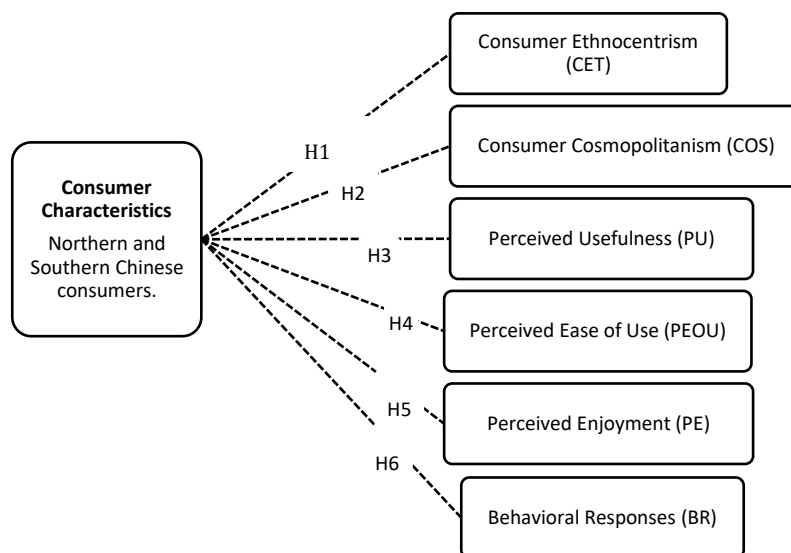 Consumer Ethnocentrism
(CET)
H1
Consumer Cosmopolitanism (COS)
Consumer
Characteristics
Northern and
Southern Chinese
consumers.
H2
Perceived Usefulness (PU)
H3
Perceived Ease of Use (PEOU)
H4
Perceived Enjoyment (PE)
H5
H6
Behavioral Responses (BR)